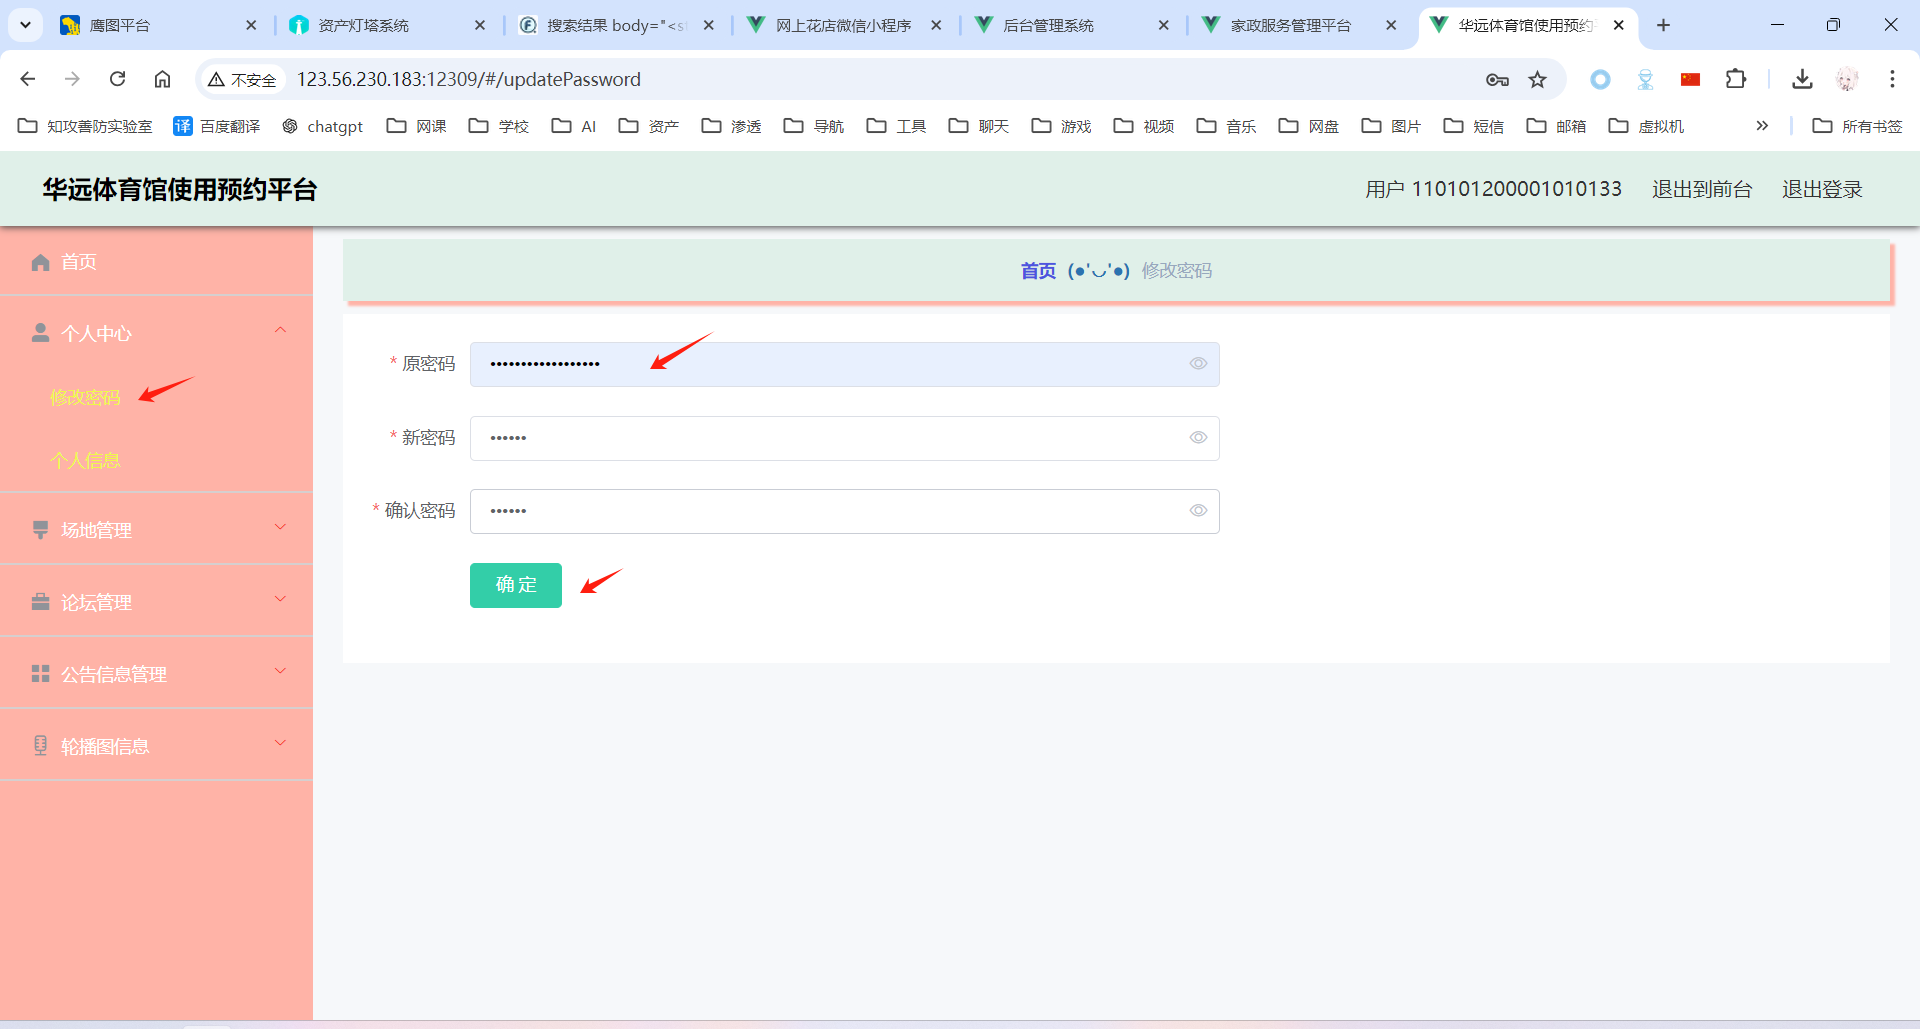 鹰图平台
资产灯塔系统
搜索结果 body="<s
网上花店微信小程序
后台管理系统
家政服务管理平台
华远体育馆使用预约
不安全
123.56.230.183:12309/#/updatePassword
知攻善防实验室
译 百度翻译
chatgpt
网课
学校
AI
资产
渗透
导航
工具
聊天
游戏
视频
音乐
网盘
图片
短信
邮箱
虚拟机
所有书签
华远体育馆使用预约平台
用户 110101200001010133
退出到前台
退出登录
首页
个人中心
修改密码
个人信息
场地管理
论坛管理
公告信息管理
轮播图信息
首页 (●'◡'●) 修改密码
* 原密码 ••••••••••••••••••
* 新密码 ••••••
* 确认密码 ••••••
确 定